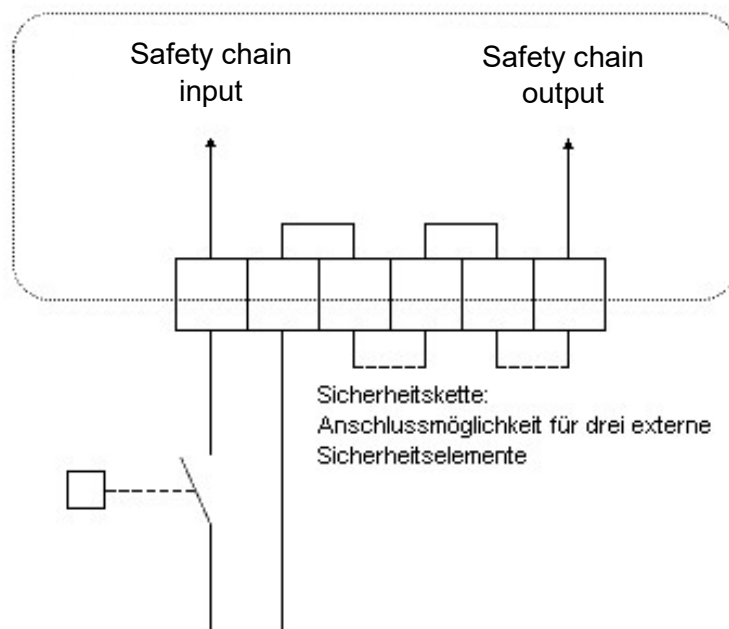 Safety chain
input
Safety chain
output
Sicherheitskette:
Anschlussmöglichkeit für drei externe
Sicherheitselemente